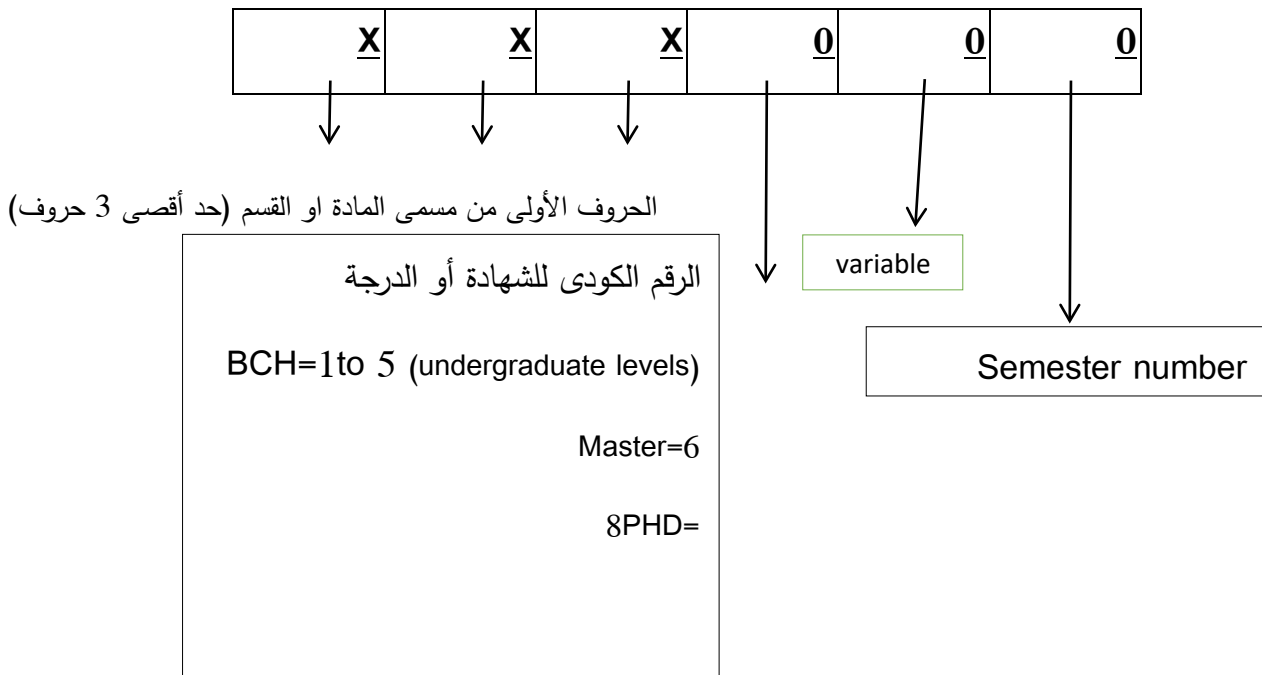 X X X 0 0 0
الحروف الأولى من مسمى المادة او القسم (حد أقصى 3 حروف)
الرقم الكودى للشهادة أو الدرجة
BCH=1to 5 (undergraduate levels)
Master=6
8PHD=
variable
Semester number